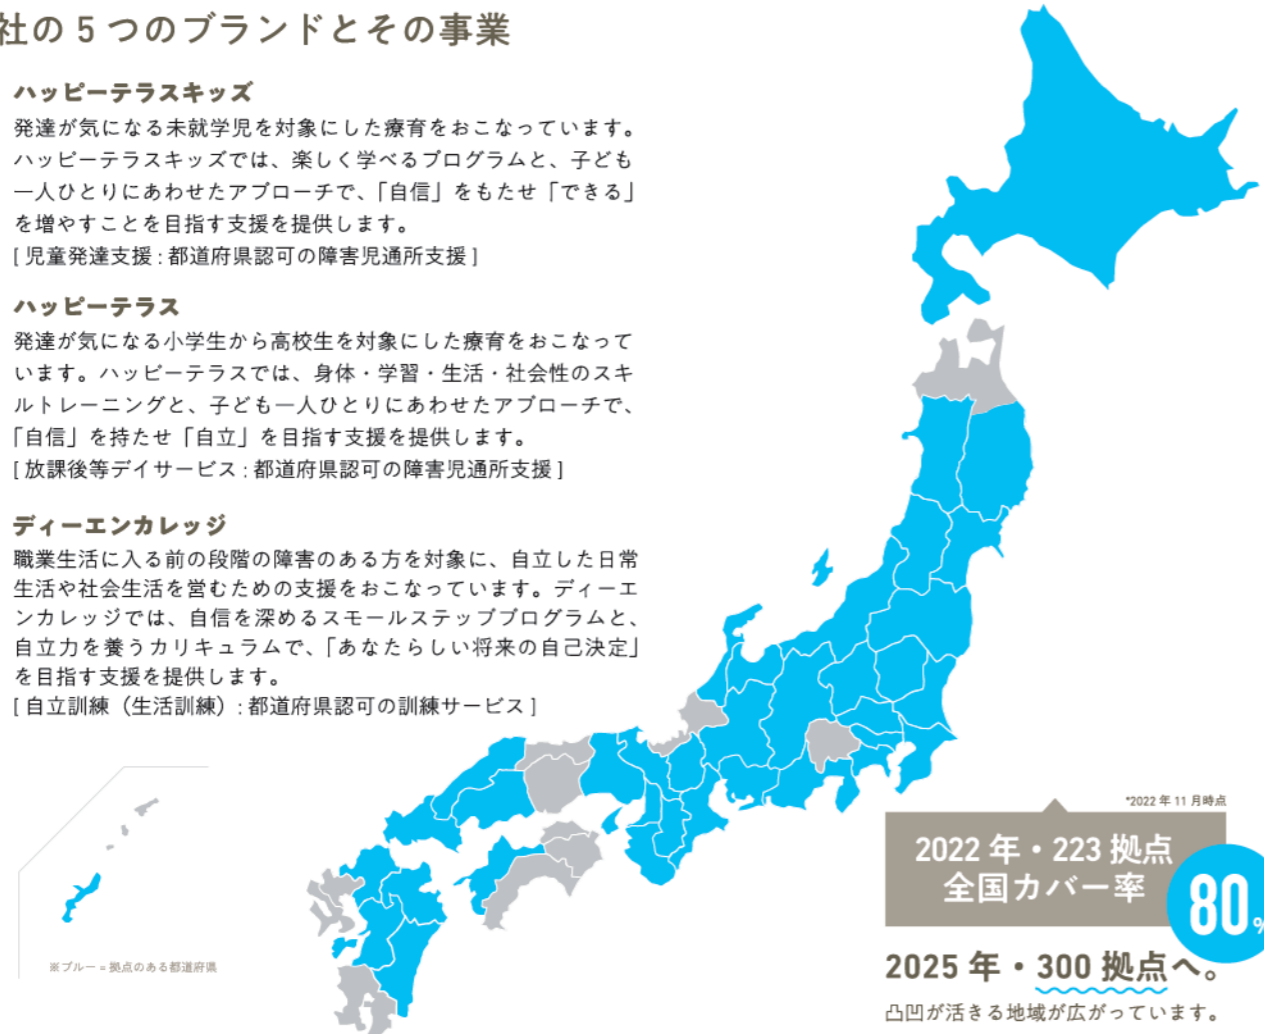 社の5つのブランドとその事業
ハッピーテラスキッズ
発達が気になる未就学児を対象にした療育をおこなっています。
ハッピーテラスキッズでは、楽しく学べるプログラムと、子ども
一人ひとりにあわせたアプローチで、「自信」をもたせ「できる」
を増やすことを目指す支援を提供します。
[ 児童発達支援 : 都道府県認可の障害児通所支援 ]
ハッピーテラス
発達が気になる小学生から高校生を対象にした療育をおこなって
います。ハッピーテラスでは、身体・学習・生活・社会性のスキ
ルトレーニングと、子ども一人ひとりにあわせたアプローチで、
「自信」を持たせ「自立」を目指す支援を提供します。
[ 放課後等デイサービス : 都道府県認可の障害児通所支援 ]
ディーエンカレッジ
職業生活に入る前の段階の障害のある方を対象に、自立した日常
生活や社会生活を営むための支援をおこなっています。ディーエ
ンカレッジでは、自信を深めるスモールステッププログラムと、
自立力を養うカリキュラムで、「あなたらしい将来の自己決定」
を目指す支援を提供します。
[ 自立訓練（生活訓練）: 都道府県認可の訓練サービス ]
※ブルー = 拠点のある都道府県
*2022 年 11 月時点
2022 年・223 拠点
全国カバー率
80%
2025 年・300 拠点へ。
凸凹が活きる地域が広がっています。